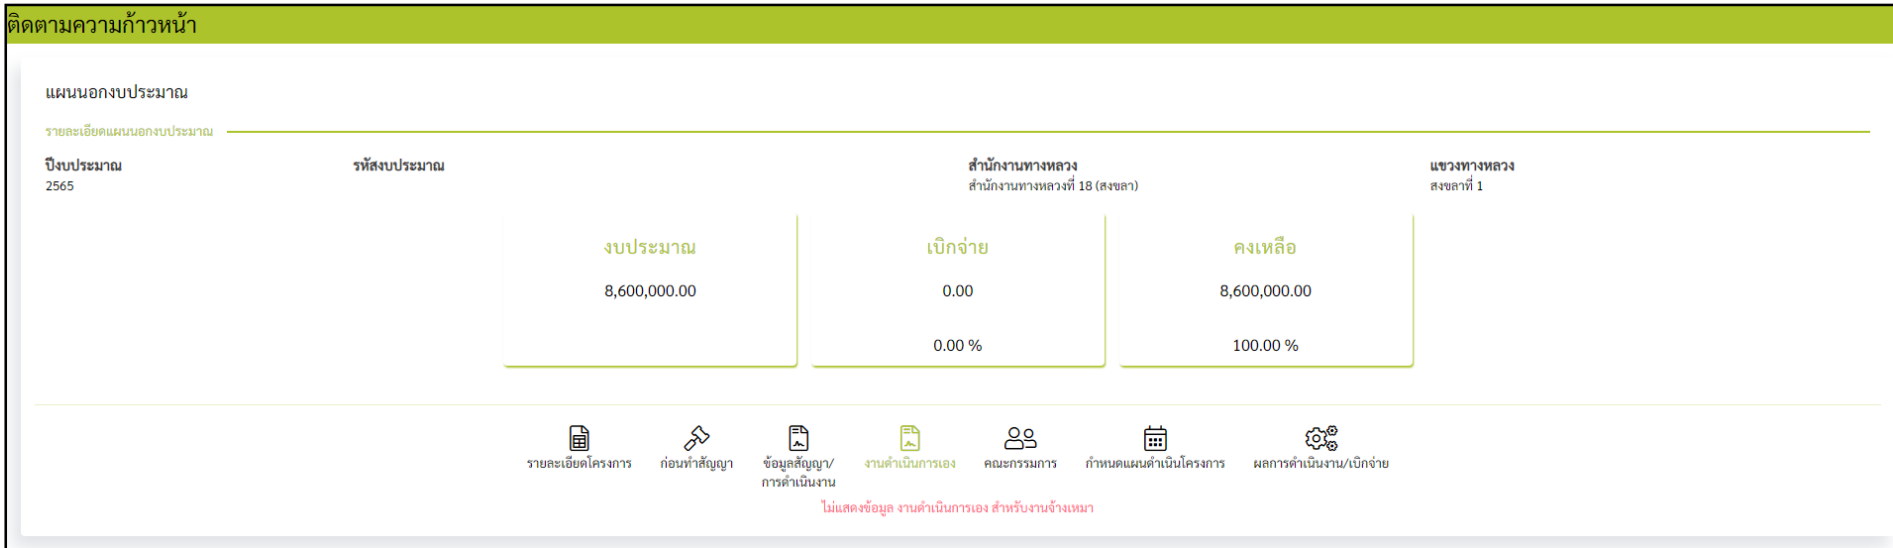 ติดตามความก้าวหน้า
แผนนอกงบประมาณ
รายละเอียดแผนนอกงบประมาณ
ปีงบประมาณ รหัสงบประมาณ สำนักงานทางหลวง แขวงทางหลวง
2565 สำนักงานทางหลวงที่ 18 (สงขลา) สงขลาที่ 1
งบประมาณ เบิกจ่าย คงเหลือ
8,600,000.00 0.00 8,600,000.00
0.00 % 100.00 %
รายละเอียดโครงการ ก่อนทำสัญญา ข้อมูลสัญญา/ งานดำเนินการเอง คณะกรรมการ กำหนดแผนดำเนินโครงการ ผลการดำเนินงาน/เบิกจ่าย
การดำเนินงาน
ไม่แสดงข้อมูล งานดำเนินการเอง สำหรับงานจ้างเหมา